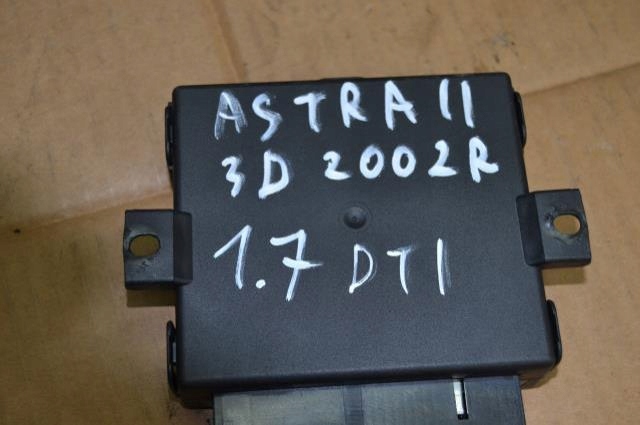 ASTRA II
3D 2002R
1.7 DTI